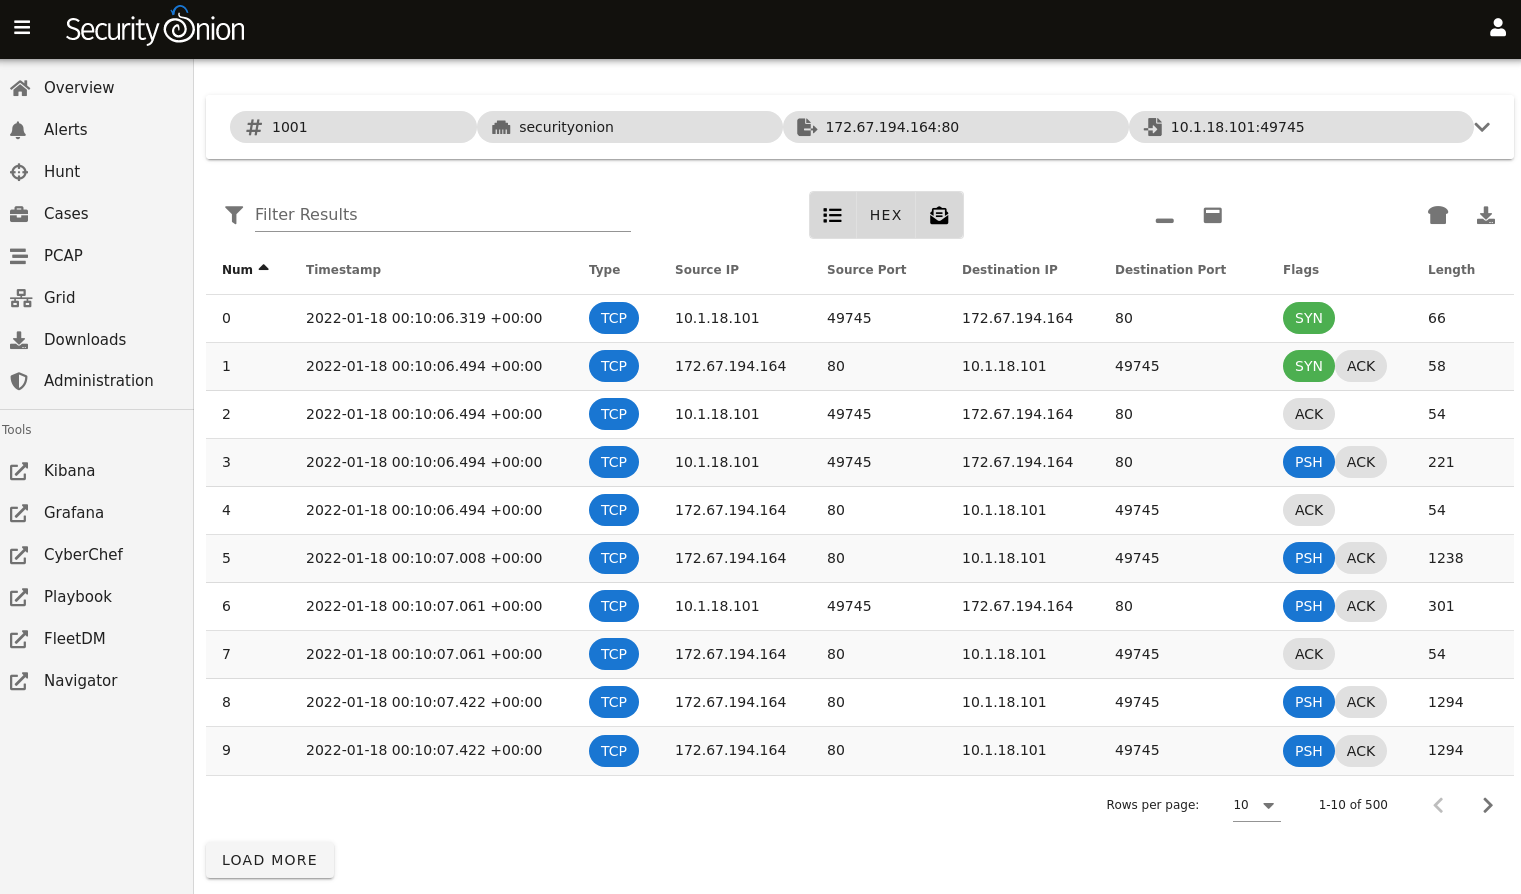 Security Onion
Overview
Alerts
Hunt
Cases
PCAP
Grid
Downloads
Administration
Tools
Kibana
Grafana
CyberChef
Playbook
FleetDM
Navigator
1001 securityonion 172.67.194.164:80 10.1.18.101:49745
Filter Results HEX
Num Timestamp Type Source IP Source Port Destination IP Destination Port Flags Length
0 2022-01-18 00:10:06.319 +00:00 TCP 10.1.18.101 49745 172.67.194.164 80 SYN 66
1 2022-01-18 00:10:06.494 +00:00 TCP 172.67.194.164 80 10.1.18.101 49745 SYN ACK 58
2 2022-01-18 00:10:06.494 +00:00 TCP 10.1.18.101 49745 172.67.194.164 80 ACK 54
3 2022-01-18 00:10:06.494 +00:00 TCP 10.1.18.101 49745 172.67.194.164 80 PSH ACK 221
4 2022-01-18 00:10:06.494 +00:00 TCP 172.67.194.164 80 10.1.18.101 49745 ACK 54
5 2022-01-18 00:10:07.008 +00:00 TCP 172.67.194.164 80 10.1.18.101 49745 PSH ACK 1238
6 2022-01-18 00:10:07.061 +00:00 TCP 10.1.18.101 49745 172.67.194.164 80 PSH ACK 301
7 2022-01-18 00:10:07.061 +00:00 TCP 172.67.194.164 80 10.1.18.101 49745 ACK 54
8 2022-01-18 00:10:07.422 +00:00 TCP 172.67.194.164 80 10.1.18.101 49745 PSH ACK 1294
9 2022-01-18 00:10:07.422 +00:00 TCP 172.67.194.164 80 10.1.18.101 49745 PSH ACK 1294
Rows per page: 10 1-10 of 500
LOAD MORE